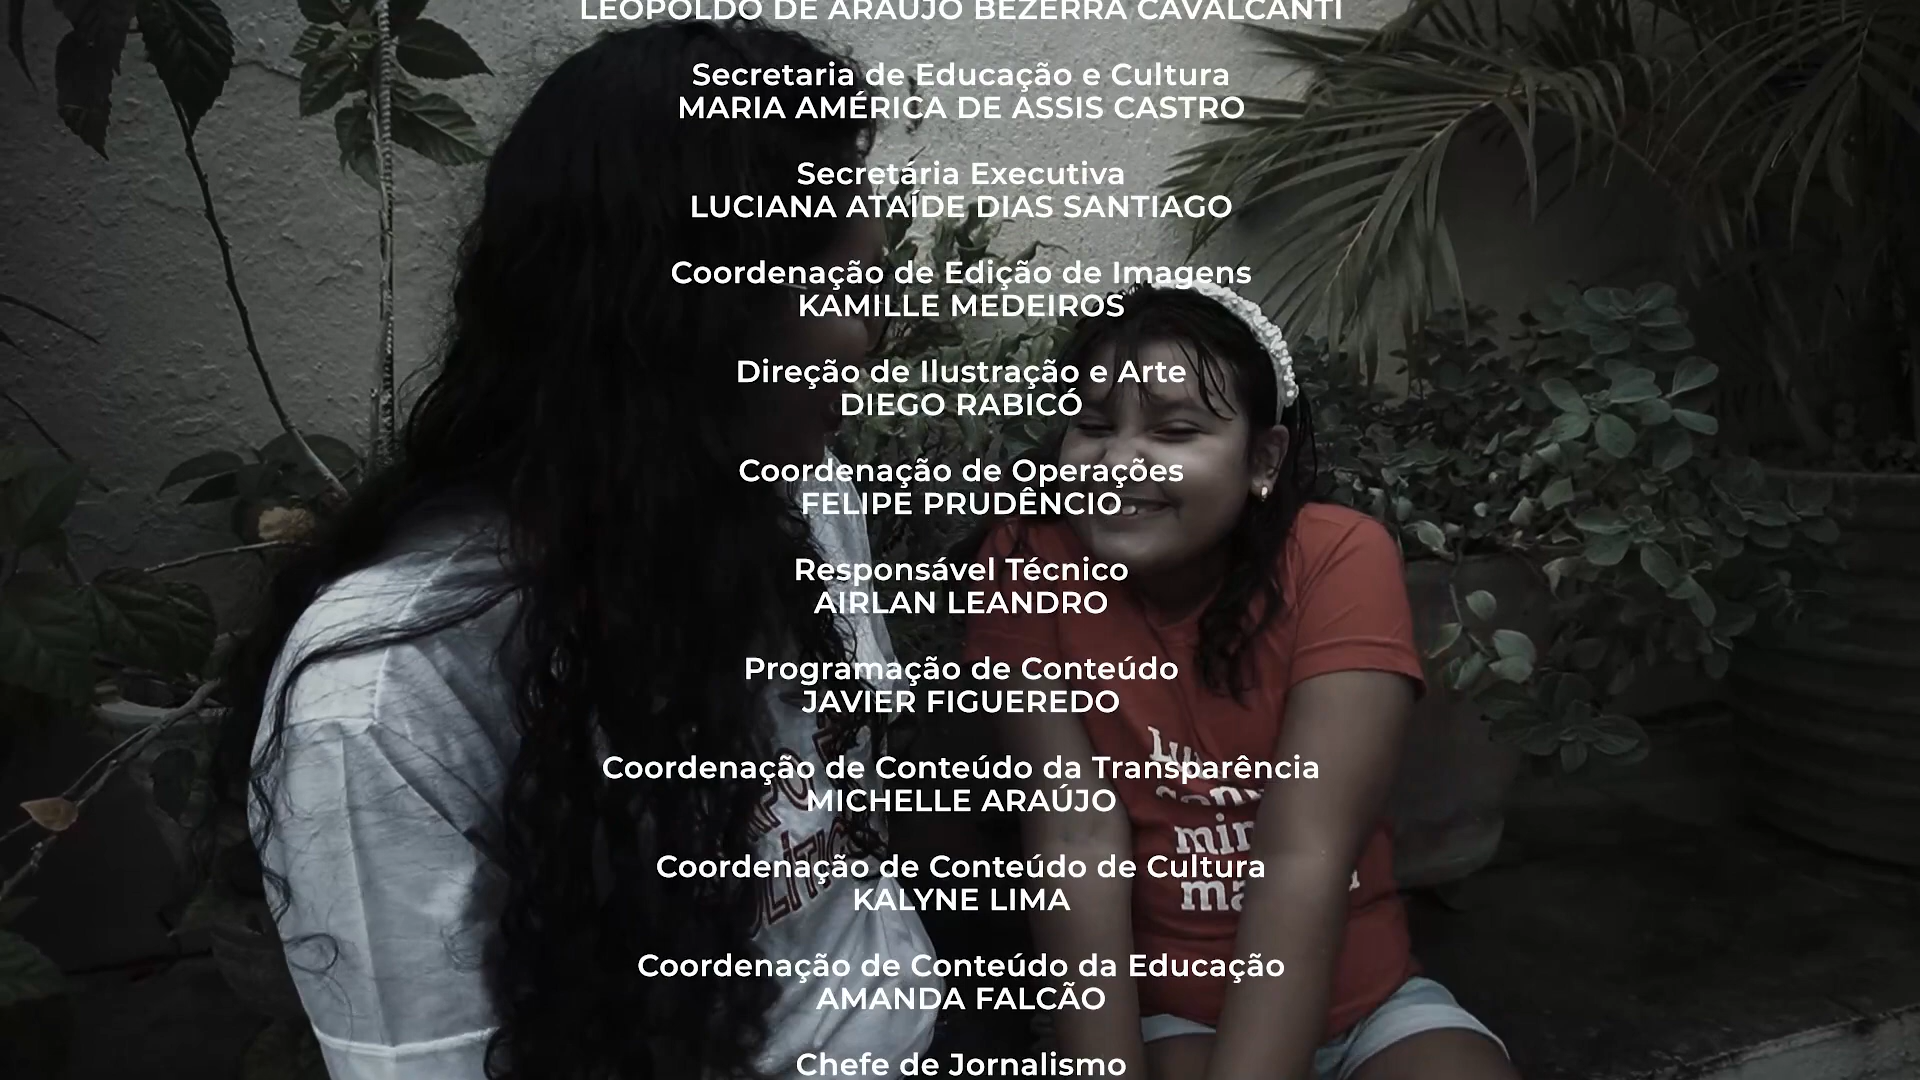 LEOPOLDO DE ARAÚJO BEZERRA CAVALCANTI
Secretaria de Educação e Cultura
MARIA AMÉRICA DE ASSIS CASTRO
Secretária Executiva
LUCIANA ATAÍDE DIAS SANTIAGO
Coordenação de Edição de Imagens
KAMILLE MEDEIROS
Direção de Ilustração e Arte
DIEGO RABICÓ
Coordenação de Operações
FELIPE PRUDÊNCIO
Responsável Técnico
AIRLAN LEANDRO
Programação de Conteúdo
JAVIER FIGUEREDO
Coordenação de Conteúdo da Transparência
MICHELLE ARAÚJO
Coordenação de Conteúdo de Cultura
KALYNE LIMA
Coordenação de Conteúdo da Educação
AMANDA FALCÃO
Chefe de Jornalismo